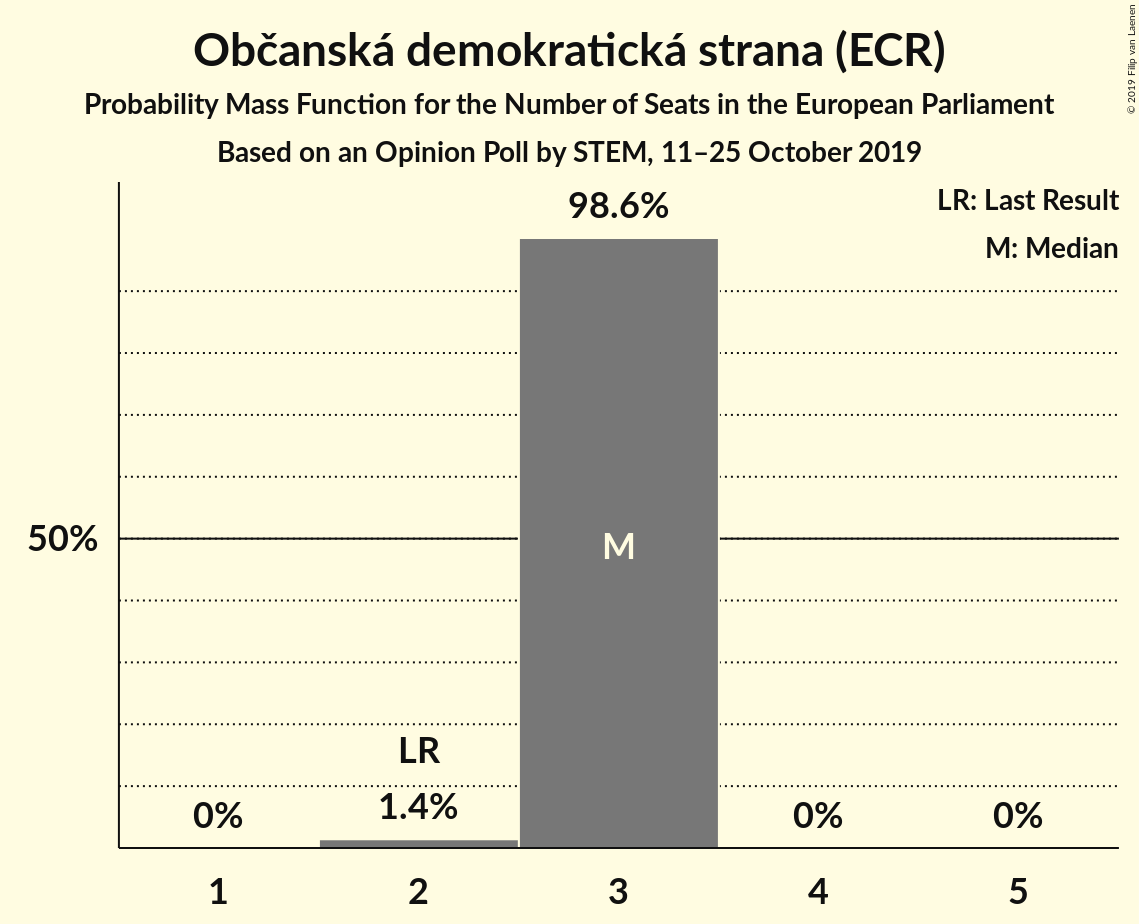 Občanská demokratická strana (ECR)
Probability Mass Function for the Number of Seats in the European Parliament
Based on an Opinion Poll by STEM, 11–25 October 2019
© 2019 Filip van Laenen
LR: Last Result
M: Median
98.6%
50%
M
LR
0%
1.4%
0%
0%
1
2
3
4
5